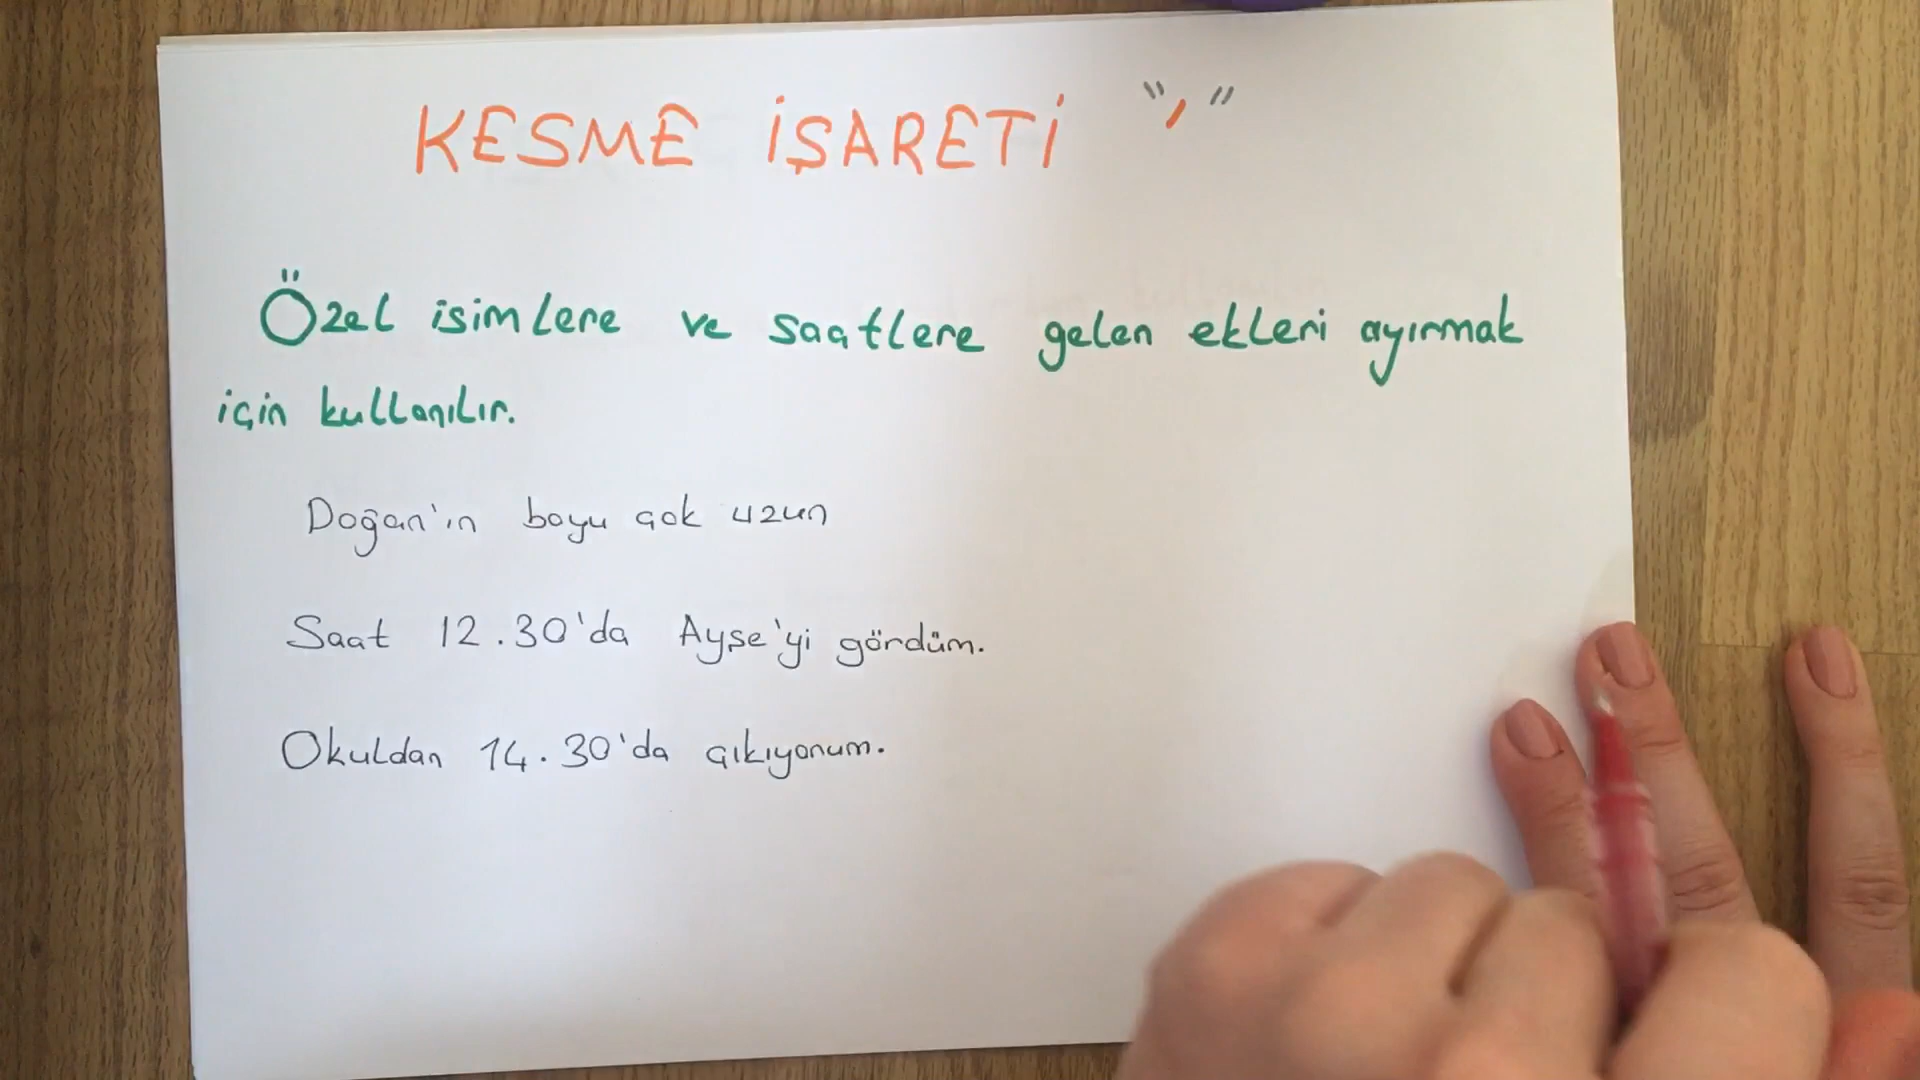 KESME İŞARETİ " ' "
Özel isimlere ve saatlere gelen ekleri ayırmak
için kullanılır.
Doğan'ın boyu çok uzun
Saat 12.30'da Ayşe'yi gördüm.
Okuldan 14.30'da çıkıyorum.